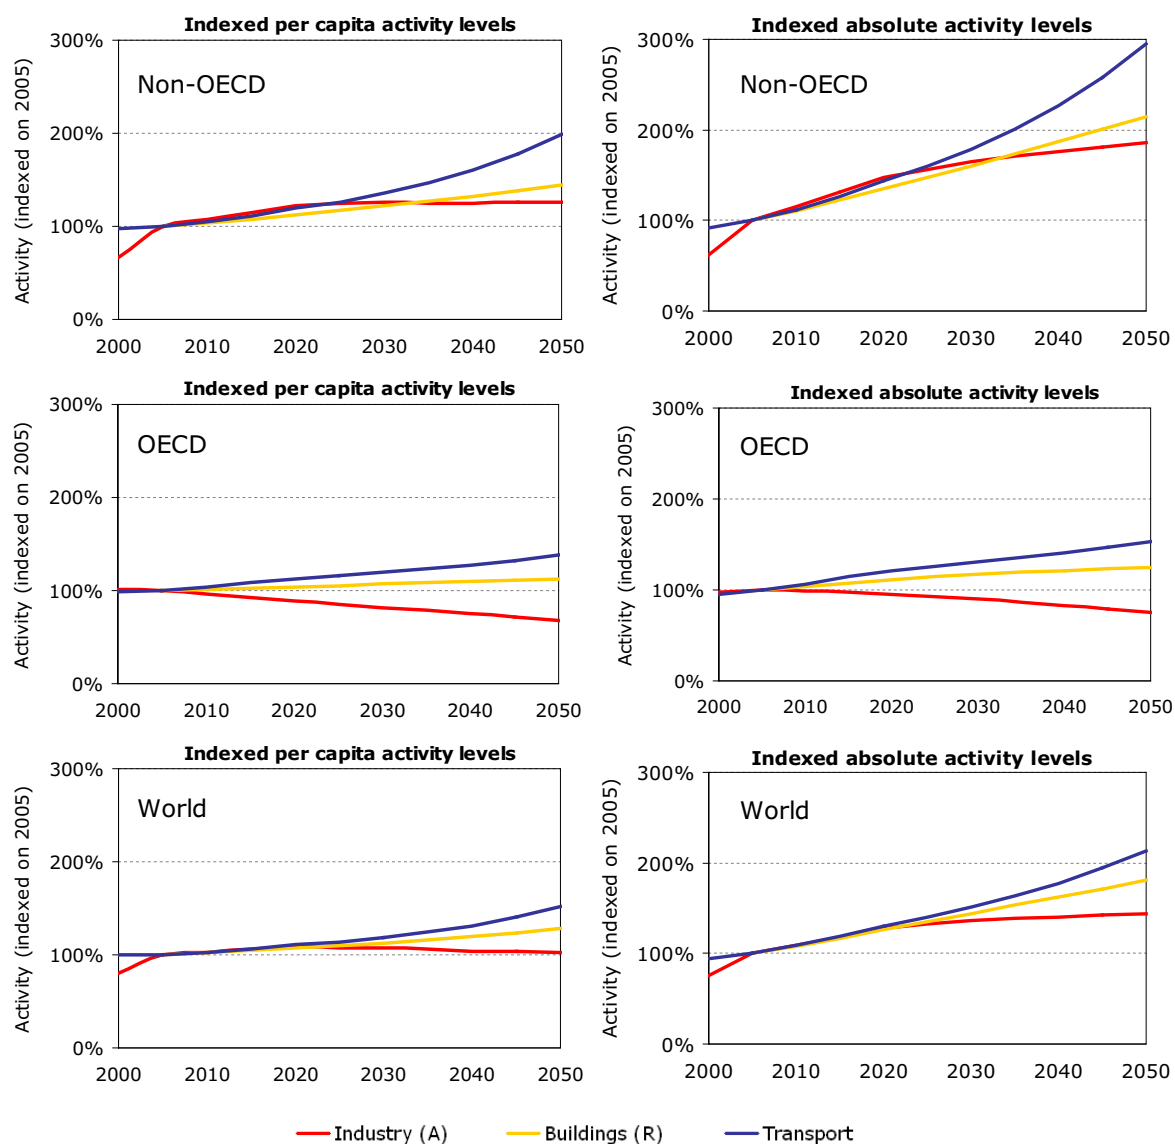 Indexed per capita activity levels
Activity (indexed on 2005)
300%
200%
100%
0%
Non-OECD
2000 2010 2020 2030 2040 2050
Indexed absolute activity levels
Activity (indexed on 2005)
300%
200%
100%
0%
Non-OECD
2000 2010 2020 2030 2040 2050
Indexed per capita activity levels
Activity (indexed on 2005)
300%
200%
100%
0%
OECD
2000 2010 2020 2030 2040 2050
Indexed absolute activity levels
Activity (indexed on 2005)
300%
200%
100%
0%
OECD
2000 2010 2020 2030 2040 2050
Indexed per capita activity levels
Activity (indexed on 2005)
300%
200%
100%
0%
World
2000 2010 2020 2030 2040 2050
Indexed absolute activity levels
Activity (indexed on 2005)
300%
200%
100%
0%
World
2000 2010 2020 2030 2040 2050
Industry (A) Buildings (R) Transport